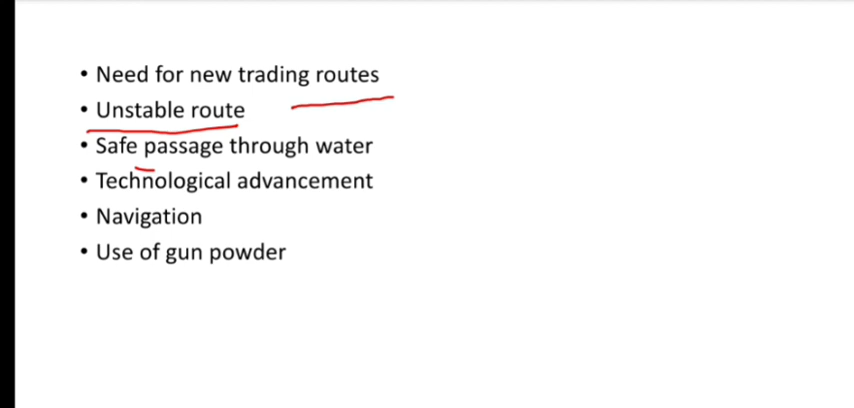 • Need for new trading routes
• Unstable route
• Safe passage through water
• Technological advancement
• Navigation
• Use of gun powder